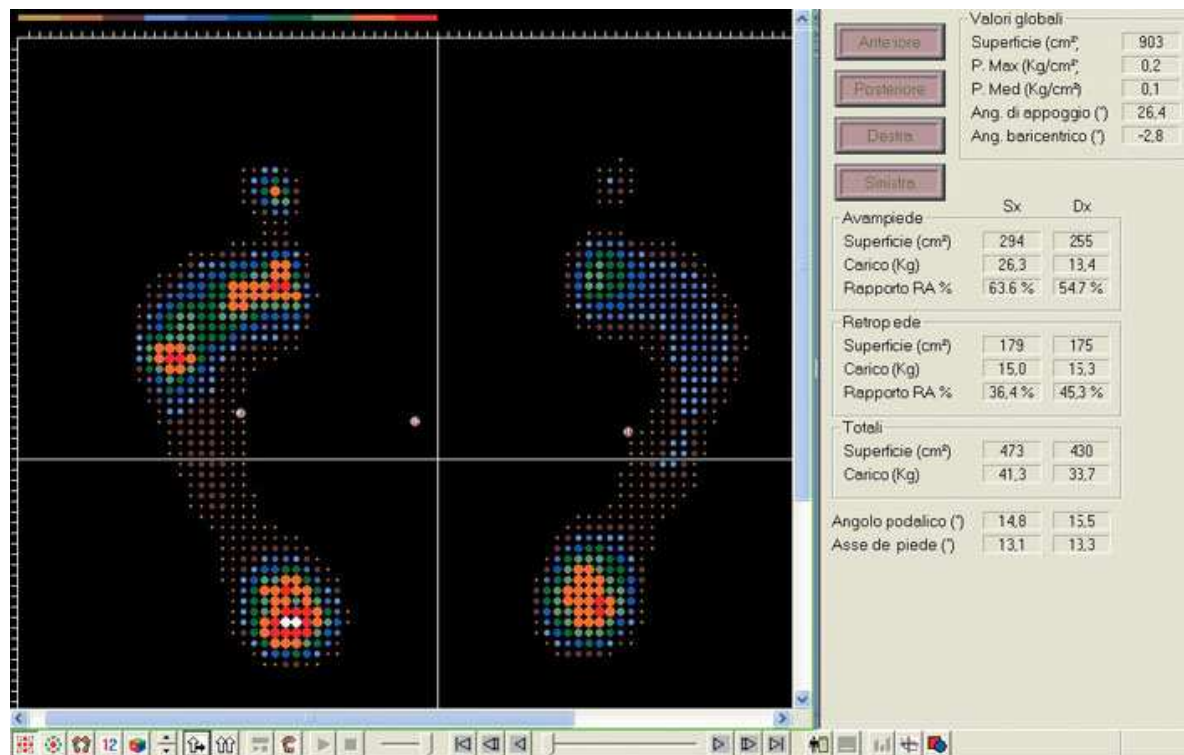 Anteriore
Posteriore
Destra
Sinistra
Valori globali
Superficie (cm², 903
P. Max (Kg/cm², 0,2
P. Med (Kg/cm²) 0,1
Ang. di appoggio (°) 26,4
Ang. baricentrico (°) -2,8
Sx Dx
Avampiede
Superficie (cm²) 294 255
Carico (Kg) 26,3 13,4
Rapporto RA % 63.6 % 54.7 %
Retrop ede
Superficie (cm²) 179 175
Carico (Kg) 15,0 15,3
Rapporto RA % 36,4 % 45,3 %
Totali
Superficie (cm²) 473 430
Carico (Kg) 41,3 33,7
Angolo podalico (°) 14,8 15,5
Asse de piede (°) 13,1 13,3
12